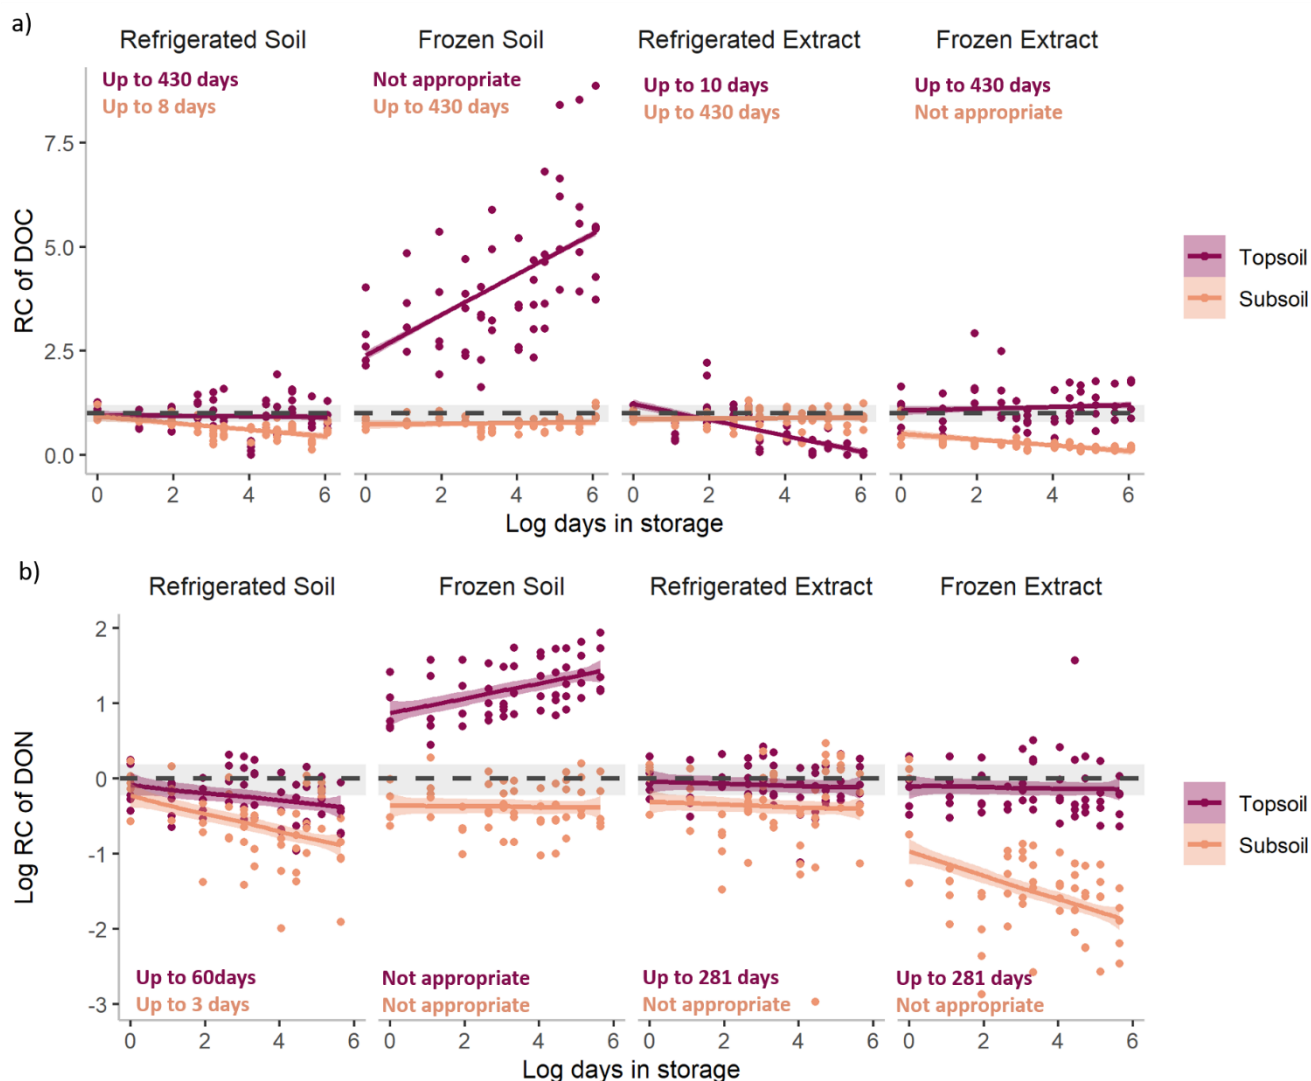 a)
Refrigerated Soil
Frozen Soil
Refrigerated Extract
Frozen Extract
Up to 430 days
Up to 8 days
Not appropriate
Up to 430 days
Up to 10 days
Up to 430 days
Up to 430 days
Not appropriate
RC of DOC
7.5
5.0
2.5
0.0
0 2 4 6
0 2 4 6
0 2 4 6
0 2 4 6
Log days in storage
Topsoil
Subsoil
b)
Refrigerated Soil
Frozen Soil
Refrigerated Extract
Frozen Extract
Log RC of DON
2
1
0
-1
-2
-3
Up to 60days
Up to 3 days
Not appropriate
Not appropriate
Up to 281 days
Not appropriate
Up to 281 days
Not appropriate
0 2 4 6
0 2 4 6
0 2 4 6
0 2 4 6
Log days in storage
Topsoil
Subsoil